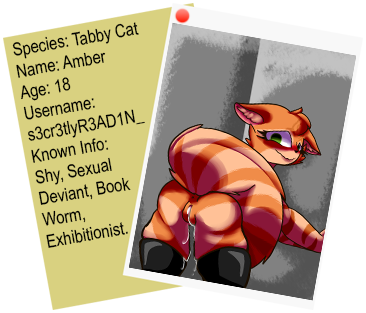 Species: Tabby Cat
Name: Amber
Age: 18
Username:
s3cr3tlyR3AD1N_
Known Info:
Shy, Sexual
Deviant, Book
Worm,
Exhibitionist.